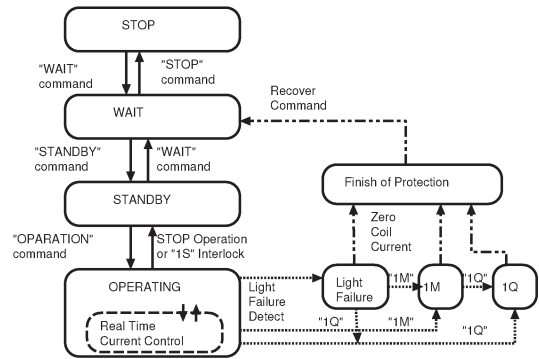 STOP
"WAIT"
command
"STOP"
command
WAIT
Recover
Command
"STANDBY"
command
"WAIT"
command
STANDBY
Finish of Protection
"OPARATION"
command
STOP Operation
or "1S" Interlock
Zero
Coil
Current
OPERATING
Light
Failure
Detect
Light
Failure
"1M"
1M
"1Q"
1Q
Real Time
Current Control
"1Q"
"1M"
"1Q"